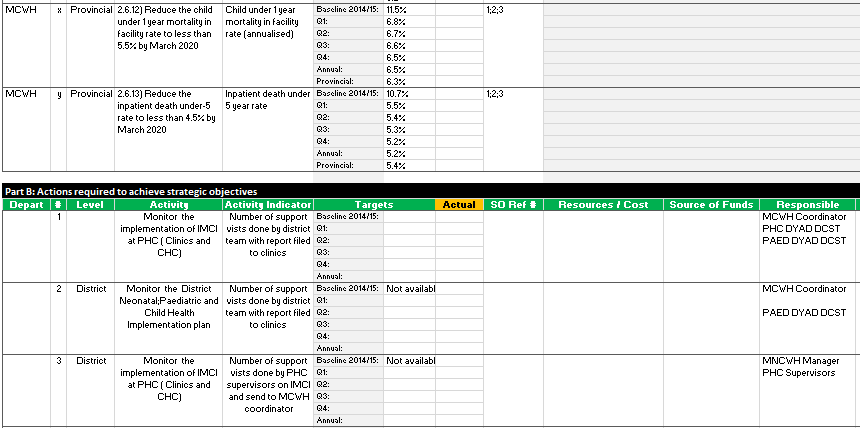 MCWH x Provincial 2.6.12) Reduce the child Child under 1 year Baseline 2014/15: 11.5% 1;2;3
under 1 year mortality in mortality in facility Q1: 6.8%
facility rate to less than rate (annualised) Q2: 6.7%
5.5% by March 2020 Q3: 6.6%
Q4: 6.5%
Annual: 6.5%
Provincial: 6.3%
MCWH y Provincial 2.6.13) Reduce the Inpatient death under Baseline 2014/15: 10.7% 1;2;3
inpatient death under-5 5 year rate Q1: 5.5%
rate to less than 4.5% by Q2: 5.4%
March 2020 Q3: 5.3%
Q4: 5.2%
Annual: 5.2%
Provincial: 5.4%
Part B: Actions required to achieve strategic objectives
Depart # Level Activity Activity Indicator Targets Actual SO Ref # Resources / Cost Source of Funds Responsible
1 Monitor the Number of support Baseline 2014/15: MCWH Coordinator
implementation of IMCI vists done by district Q1: PHC DYAD DCST
at PHC ( Clinics and team with report filed Q2: PAED DYAD DCST
CHC) to clinics Q3:
Q4:
Annual:
2 District Monitor the District Number of support Baseline 2014/15: Not availabl MCWH Coordinator
Neonatal;Paediatric and vists done by district Q1:
Child Health team with report filed Q2: PAED DYAD DCST
Implementation plan to clinics Q3:
Q4:
Annual:
3 District Monitor the Number of support Baseline 2014/15: Not availabl MNCWH Manager
implementation of IMCI vists done by PHC Q1: PHC Supervisors
at PHC ( Clinics and supervisors on IMCI Q2:
CHC) and send to MCWH Q3:
coordinator Q4:
Annual: